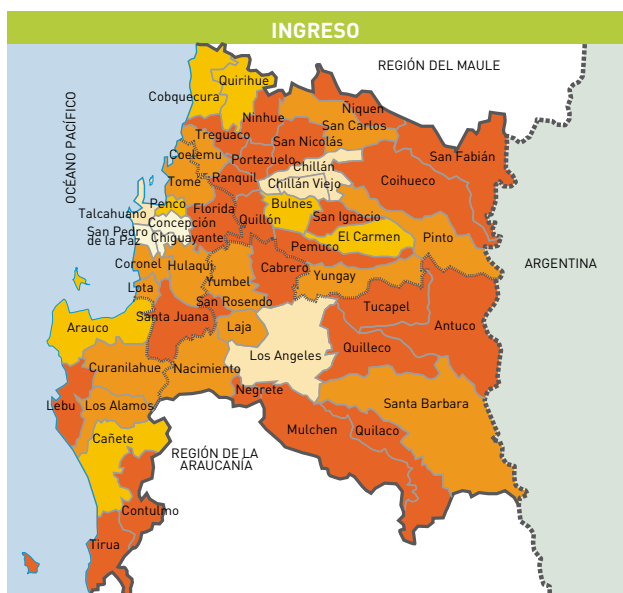 INGRESO
REGIÓN DEL MAULE
OCÉANO PACÍFICO
Quirihue
Cobquecura
Ñiquen
Ninhue
San Carlos
Treguaco
San Nicolás
Coelemu
Portezuelo
Chillán
San Fabián
Tome
Ranquil
Chillán Viejo
Coihueco
Penco
Bulnes
Talcahuano
Florida
Concepción
Quillón
San Ignacio
San Pedro
de la Paz
Chiguayante
El Carmen
Pinto
Pemuco
Coronel
Hulaqui
Cabrero
Yungay
ARGENTINA
Lota
Yumbel
San Rosendo
Tucapel
Santa Juana
Arauco
Laja
Antuco
Los Angeles
Quilleco
Curanilahue
Nacimiento
Negrete
Lebu
Los Alamos
Santa Barbara
Cañete
Mulchen
Quilaco
REGIÓN DE LA
ARAUCANÍA
Contulmo
Tirua